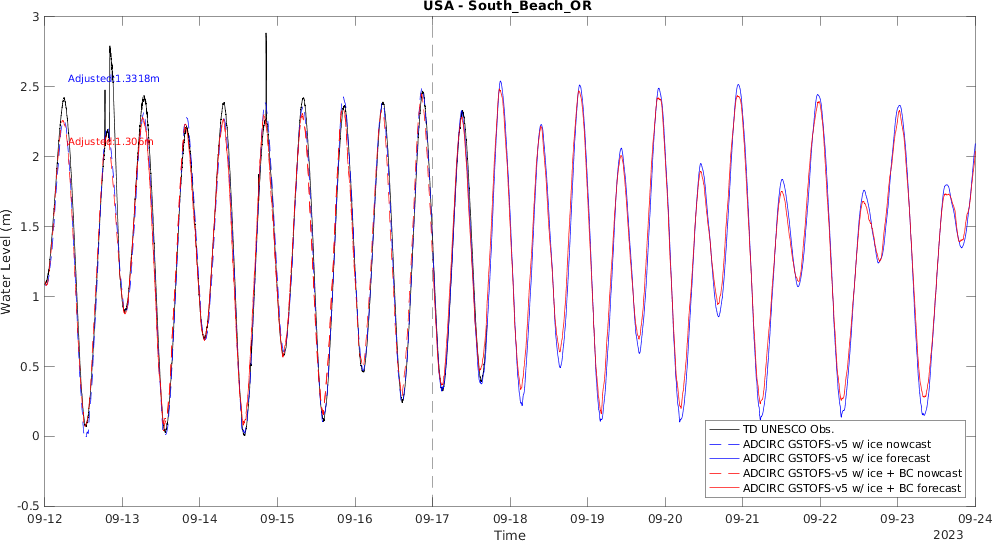 USA - South_Beach_OR
3
2.5
2
1.5
1
0.5
0
-0.5
Water Level (m)
Adjusted:1.3318m
Adjusted:1.306m
TD UNESCO Obs.
ADCIRC GSTOFS-v5 w/ ice nowcast
ADCIRC GSTOFS-v5 w/ ice forecast
ADCIRC GSTOFS-v5 w/ ice + BC nowcast
ADCIRC GSTOFS-v5 w/ ice + BC forecast
09-12 09-13 09-14 09-15 09-16 09-17 09-18 09-19 09-20 09-21 09-22 09-23 09-24
Time
2023